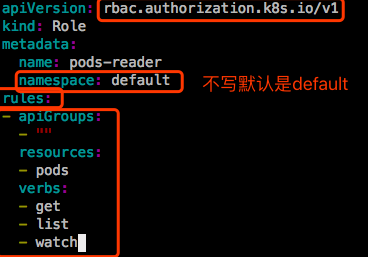 apiVersion: rbac.authorization.k8s.io/v1
kind: Role
metadata:
  name: pods-reader
  namespace: default
不写默认是default
rules:
- apiGroups:
  - ""
  resources:
  - pods
  verbs:
  - get
  - list
  - watch